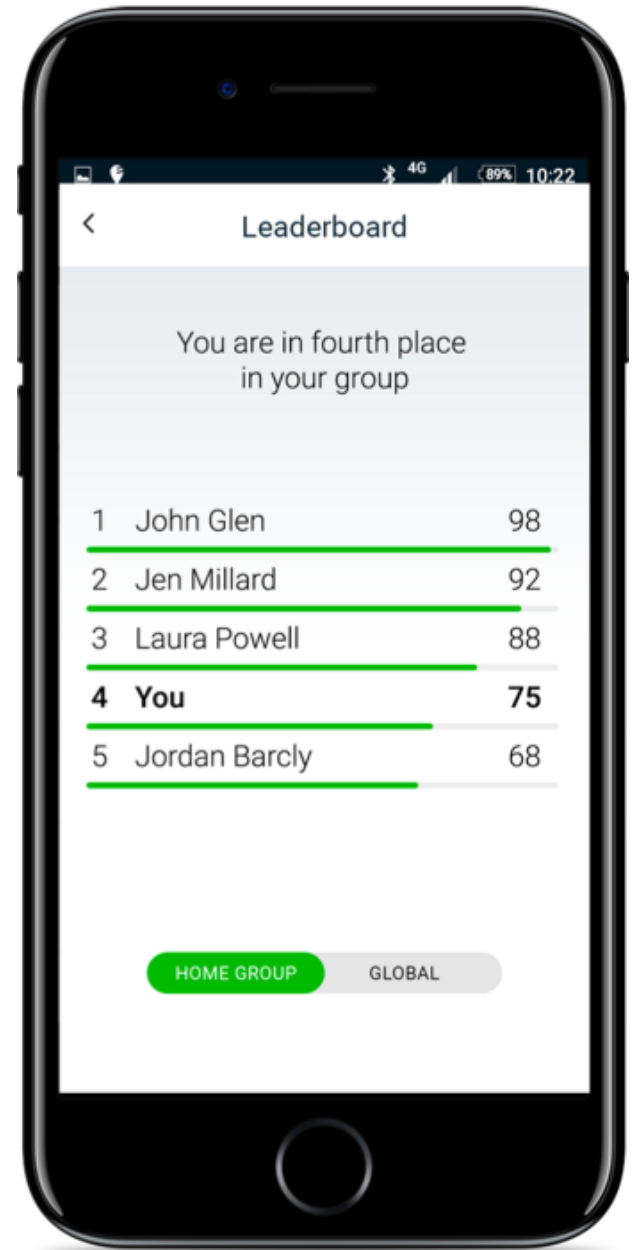 4G 89% 10:22
Leaderboard
You are in fourth place
in your group
1 John Glen 98
2 Jen Millard 92
3 Laura Powell 88
4 You 75
5 Jordan Barcly 68
HOME GROUP GLOBAL